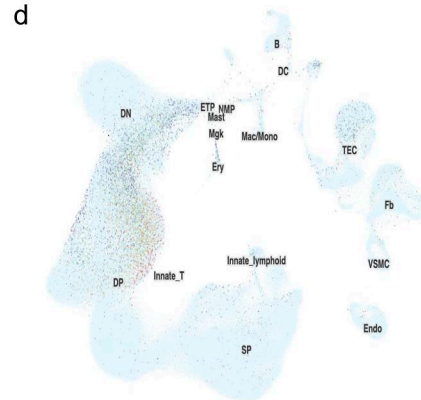 d
B
DC
ETP NMP
DN
Mast
Mgk
Mac/Mono
TEC
Ery
Fb
Innate_lymphoid
VSMC
Innate_T
DP
Endo
SP